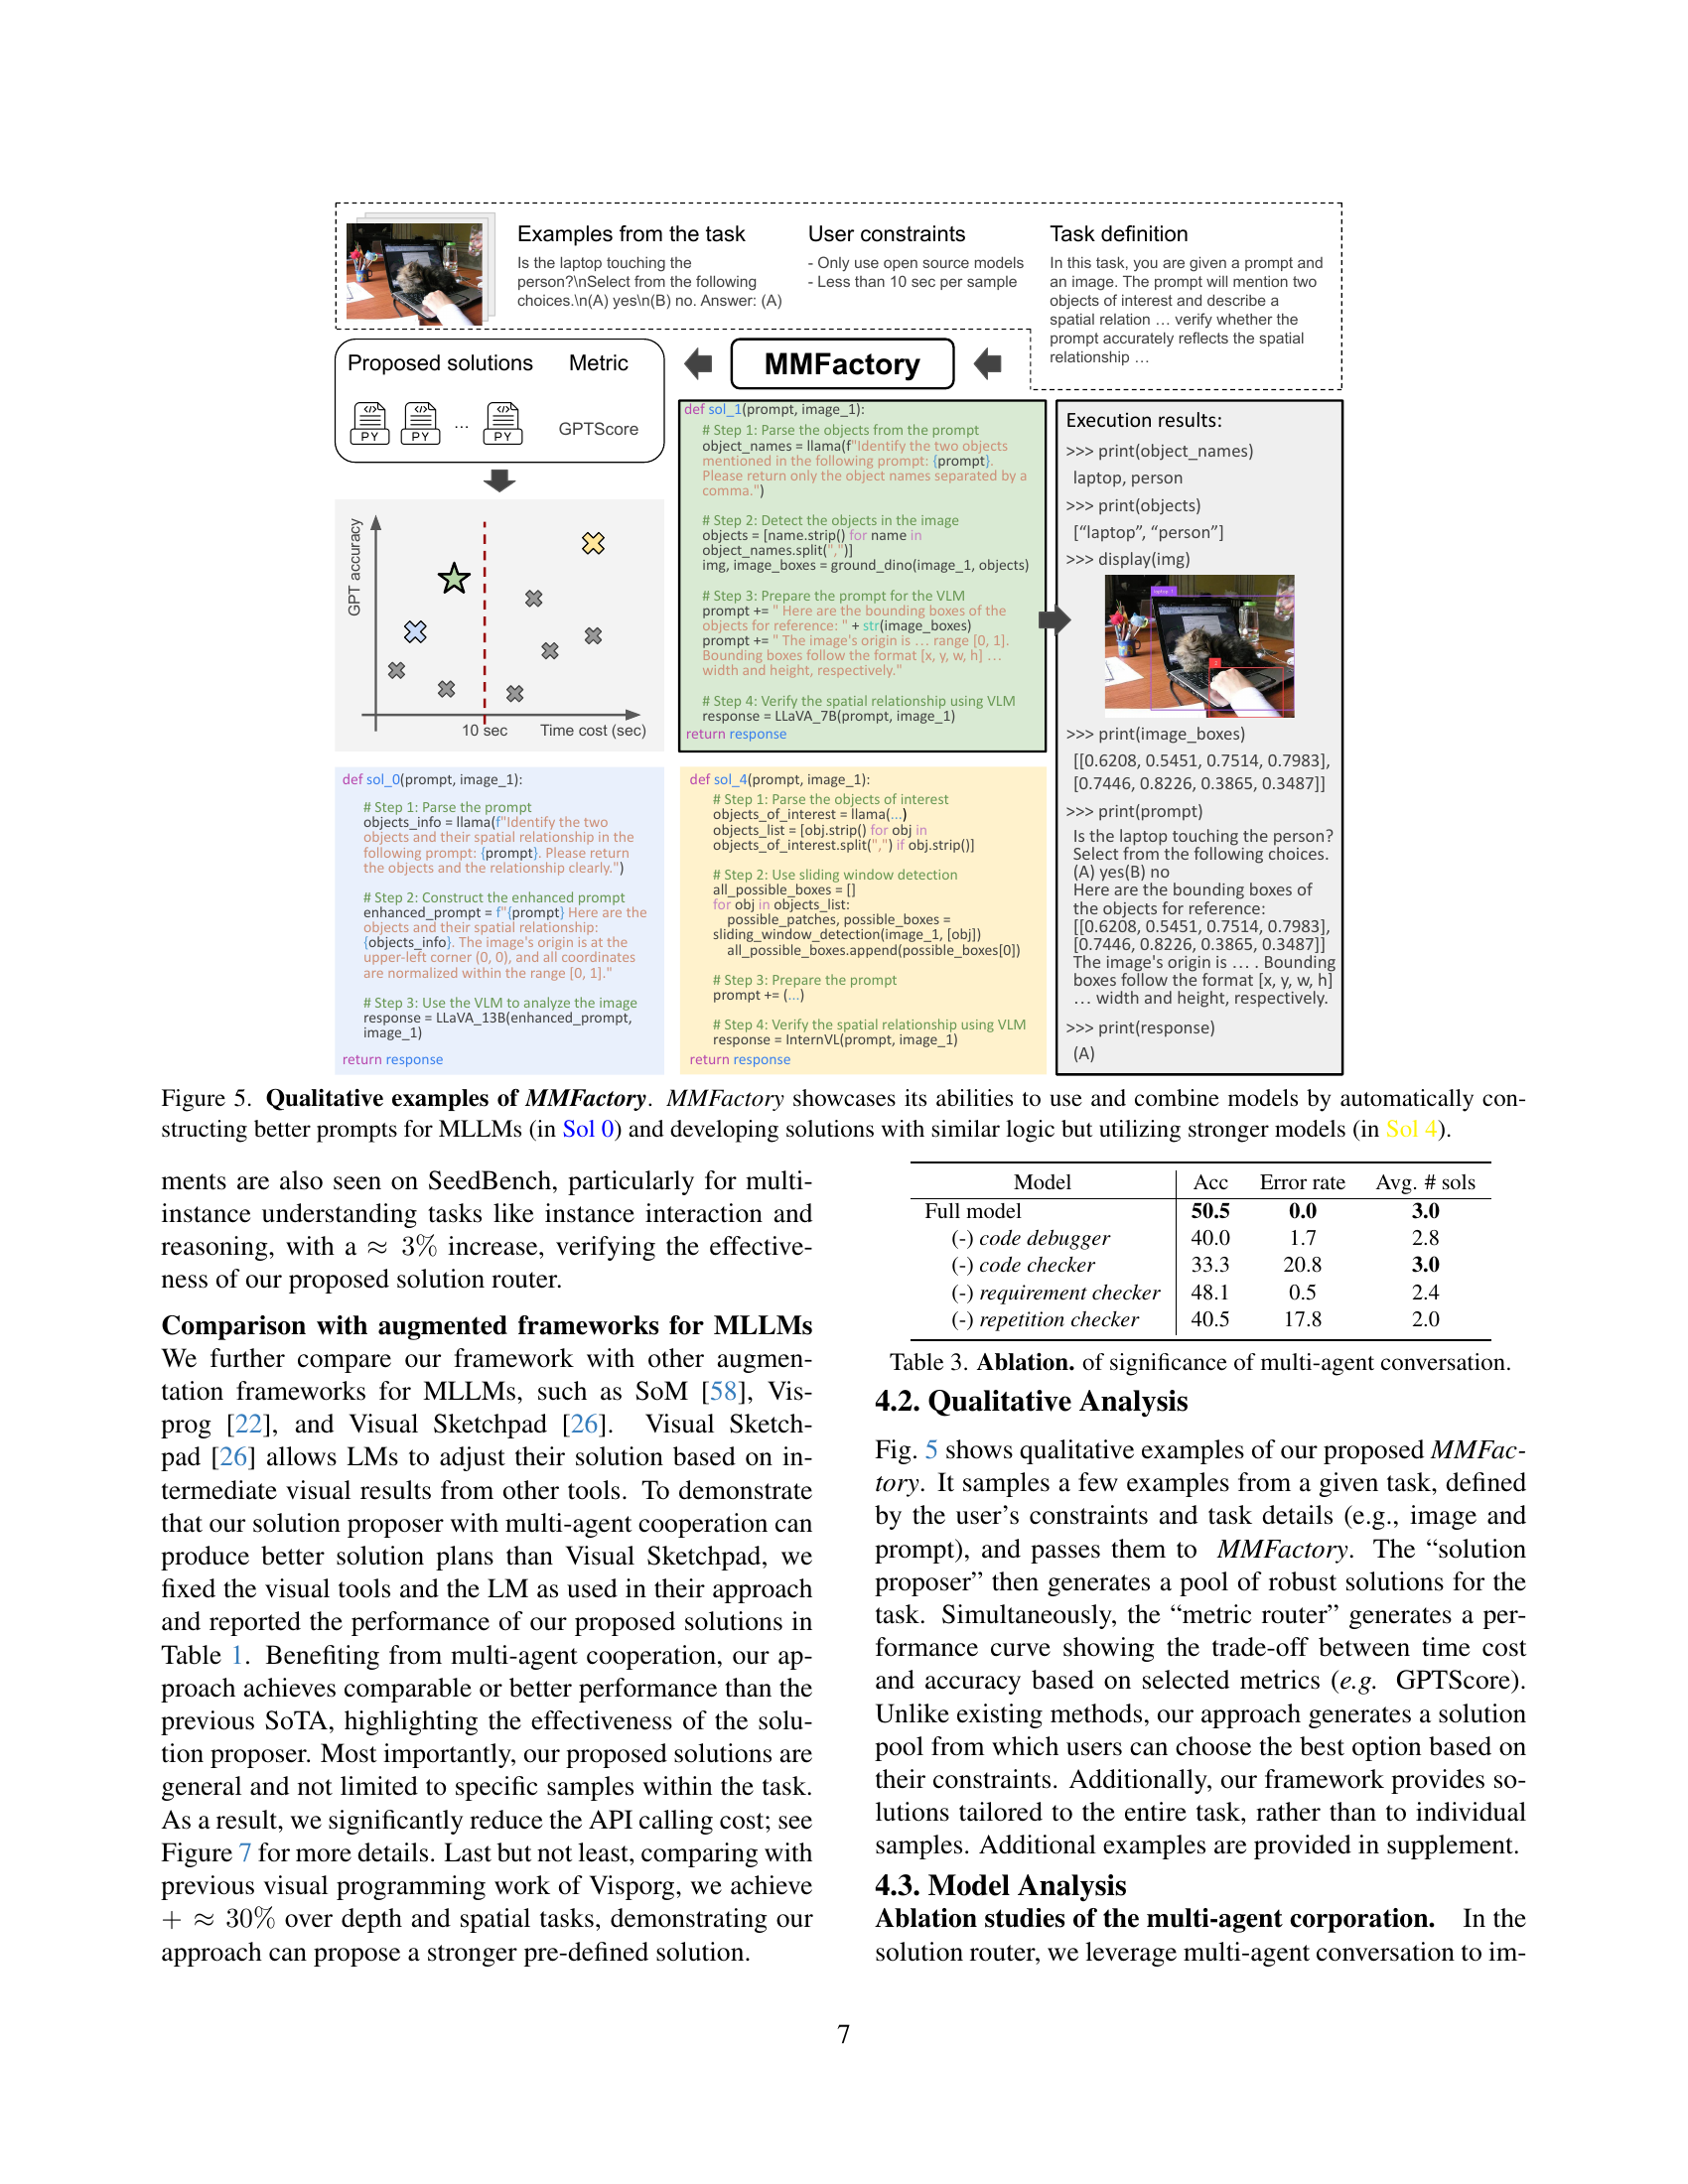 Examples from the task
Is the laptop touching the
person?\nSelect from the following
choices.\n(A) yes\n(B) no. Answer: (A)
User constraints
- Only use open source models
- Less than 10 sec per sample
Task definition
In this task, you are given a prompt and
an image. The prompt will mention two
objects of interest and describe a
spatial relation … verify whether the
prompt accurately reflects the spatial
relationship …
MMFactory
Proposed solutions Metric
PY PY ... PY GPTScore
GPT accuracy
10 sec Time cost (sec)
def sol_1(prompt, image_1):
# Step 1: Parse the objects from the prompt
object_names = llama(f"Identify the two objects
mentioned in the following prompt: {prompt}.
Please return only the object names separated by a
comma.")
# Step 2: Detect the objects in the image
objects = [name.strip() for name in
object_names.split(",")]
img, image_boxes = ground_dino(image_1, objects)
# Step 3: Prepare the prompt for the VLM
prompt += " Here are the bounding boxes of the
objects for reference: " + str(image_boxes)
prompt += " The image's origin is … range [0, 1].
Bounding boxes follow the format [x, y, w, h] …
width and height, respectively."
# Step 4: Verify the spatial relationship using VLM
response = LLaVA_7B(prompt, image_1)
return response
Execution results:
>>> print(object_names)
laptop, person
>>> print(objects)
[“laptop”, “person”]
>>> display(img)
>>> print(image_boxes)
[[0.6208, 0.5451, 0.7514, 0.7983],
[0.7446, 0.8226, 0.3865, 0.3487]]
>>> print(prompt)
Is the laptop touching the person?
Select from the following choices.
(A) yes(B) no
Here are the bounding boxes of
the objects for reference:
[[0.6208, 0.5451, 0.7514, 0.7983],
[0.7446, 0.8226, 0.3865, 0.3487]]
The image's origin is … . Bounding
boxes follow the format [x, y, w, h]
… width and height, respectively.
>>> print(response)
(A)
def sol_0(prompt, image_1):
# Step 1: Parse the prompt
objects_info = llama(f"Identify the two
objects and their spatial relationship in the
following prompt: {prompt}. Please return
the objects and the relationship clearly.")
# Step 2: Construct the enhanced prompt
enhanced_prompt = f"{prompt} Here are the
objects and their spatial relationship:
{objects_info}. The image's origin is at the
upper-left corner (0, 0), and all coordinates
are normalized within the range [0, 1]."
# Step 3: Use the VLM to analyze the image
response = LLaVA_13B(enhanced_prompt,
image_1)
return response
def sol_4(prompt, image_1):
# Step 1: Parse the objects of interest
objects_of_interest = llama(...)
objects_list = [obj.strip() for obj in
objects_of_interest.split(",") if obj.strip()]
# Step 2: Use sliding window detection
all_possible_boxes = []
for obj in objects_list:
possible_patches, possible_boxes =
sliding_window_detection(image_1, [obj])
all_possible_boxes.append(possible_boxes[0])
# Step 3: Prepare the prompt
prompt += (...)
# Step 4: Verify the spatial relationship using VLM
response = InternVL(prompt, image_1)
return response
Figure 5. Qualitative examples of MMFactory. MMFactory showcases its abilities to use and combine models by automatically con-
structing better prompts for MLLMs (in Sol 0) and developing solutions with similar logic but utilizing stronger models (in Sol 4).
ments are also seen on SeedBench, particularly for multi-
instance understanding tasks like instance interaction and
reasoning, with a ≈ 3% increase, verifying the effective-
ness of our proposed solution router.
Comparison with augmented frameworks for MLLMs
We further compare our framework with other augmen-
tation frameworks for MLLMs, such as SoM [58], Vis-
prog [22], and Visual Sketchpad [26]. Visual Sketch-
pad [26] allows LMs to adjust their solution based on in-
termediate visual results from other tools. To demonstrate
that our solution proposer with multi-agent cooperation can
produce better solution plans than Visual Sketchpad, we
fixed the visual tools and the LM as used in their approach
and reported the performance of our proposed solutions in
Table 1. Benefiting from multi-agent cooperation, our ap-
proach achieves comparable or better performance than the
previous SoTA, highlighting the effectiveness of the solu-
tion proposer. Most importantly, our proposed solutions are
general and not limited to specific samples within the task.
As a result, we significantly reduce the API calling cost; see
Figure 7 for more details. Last but not least, comparing with
previous visual programming work of Visporg, we achieve
+ ≈ 30% over depth and spatial tasks, demonstrating our
approach can propose a stronger pre-defined solution.
Model Acc Error rate Avg. # sols
Full model 50.5 0.0 3.0
(-) code debugger 40.0 1.7 2.8
(-) code checker 33.3 20.8 3.0
(-) requirement checker 48.1 0.5 2.4
(-) repetition checker 40.5 17.8 2.0
Table 3. Ablation. of significance of multi-agent conversation.
4.2. Qualitative Analysis
Fig. 5 shows qualitative examples of our proposed MMFac-
tory. It samples a few examples from a given task, defined
by the user’s constraints and task details (e.g., image and
prompt), and passes them to MMFactory. The “solution
proposer” then generates a pool of robust solutions for the
task. Simultaneously, the “metric router” generates a per-
formance curve showing the trade-off between time cost
and accuracy based on selected metrics (e.g. GPTScore).
Unlike existing methods, our approach generates a solution
pool from which users can choose the best option based on
their constraints. Additionally, our framework provides so-
lutions tailored to the entire task, rather than to individual
samples. Additional examples are provided in supplement.
4.3. Model Analysis
Ablation studies of the multi-agent corporation. In the
solution router, we leverage multi-agent conversation to im-
7